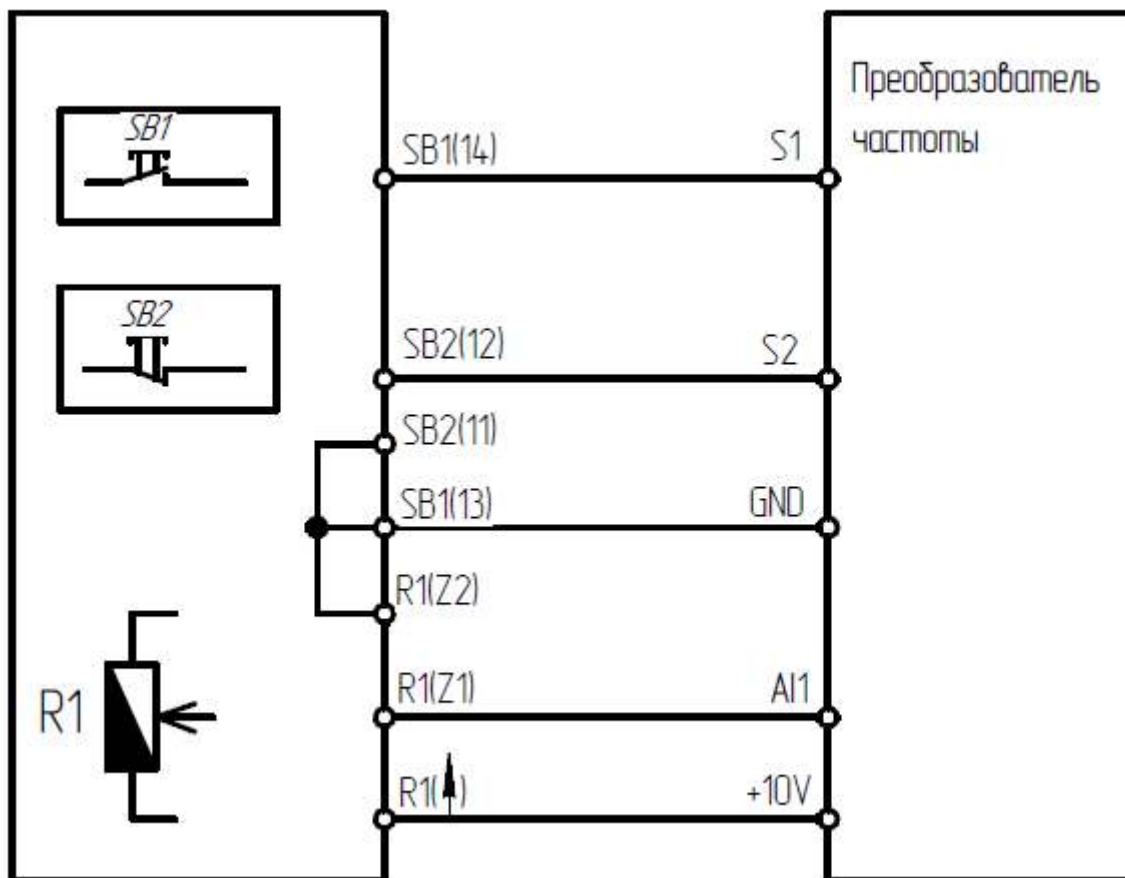 Преобразователь
частоты
SB1
SB1(14)
S1
SB2
SB2(12)
S2
SB2(11)
SB1(13)
GND
R1(Z2)
R1
R1(Z1)
AI1
R1( )
+10V